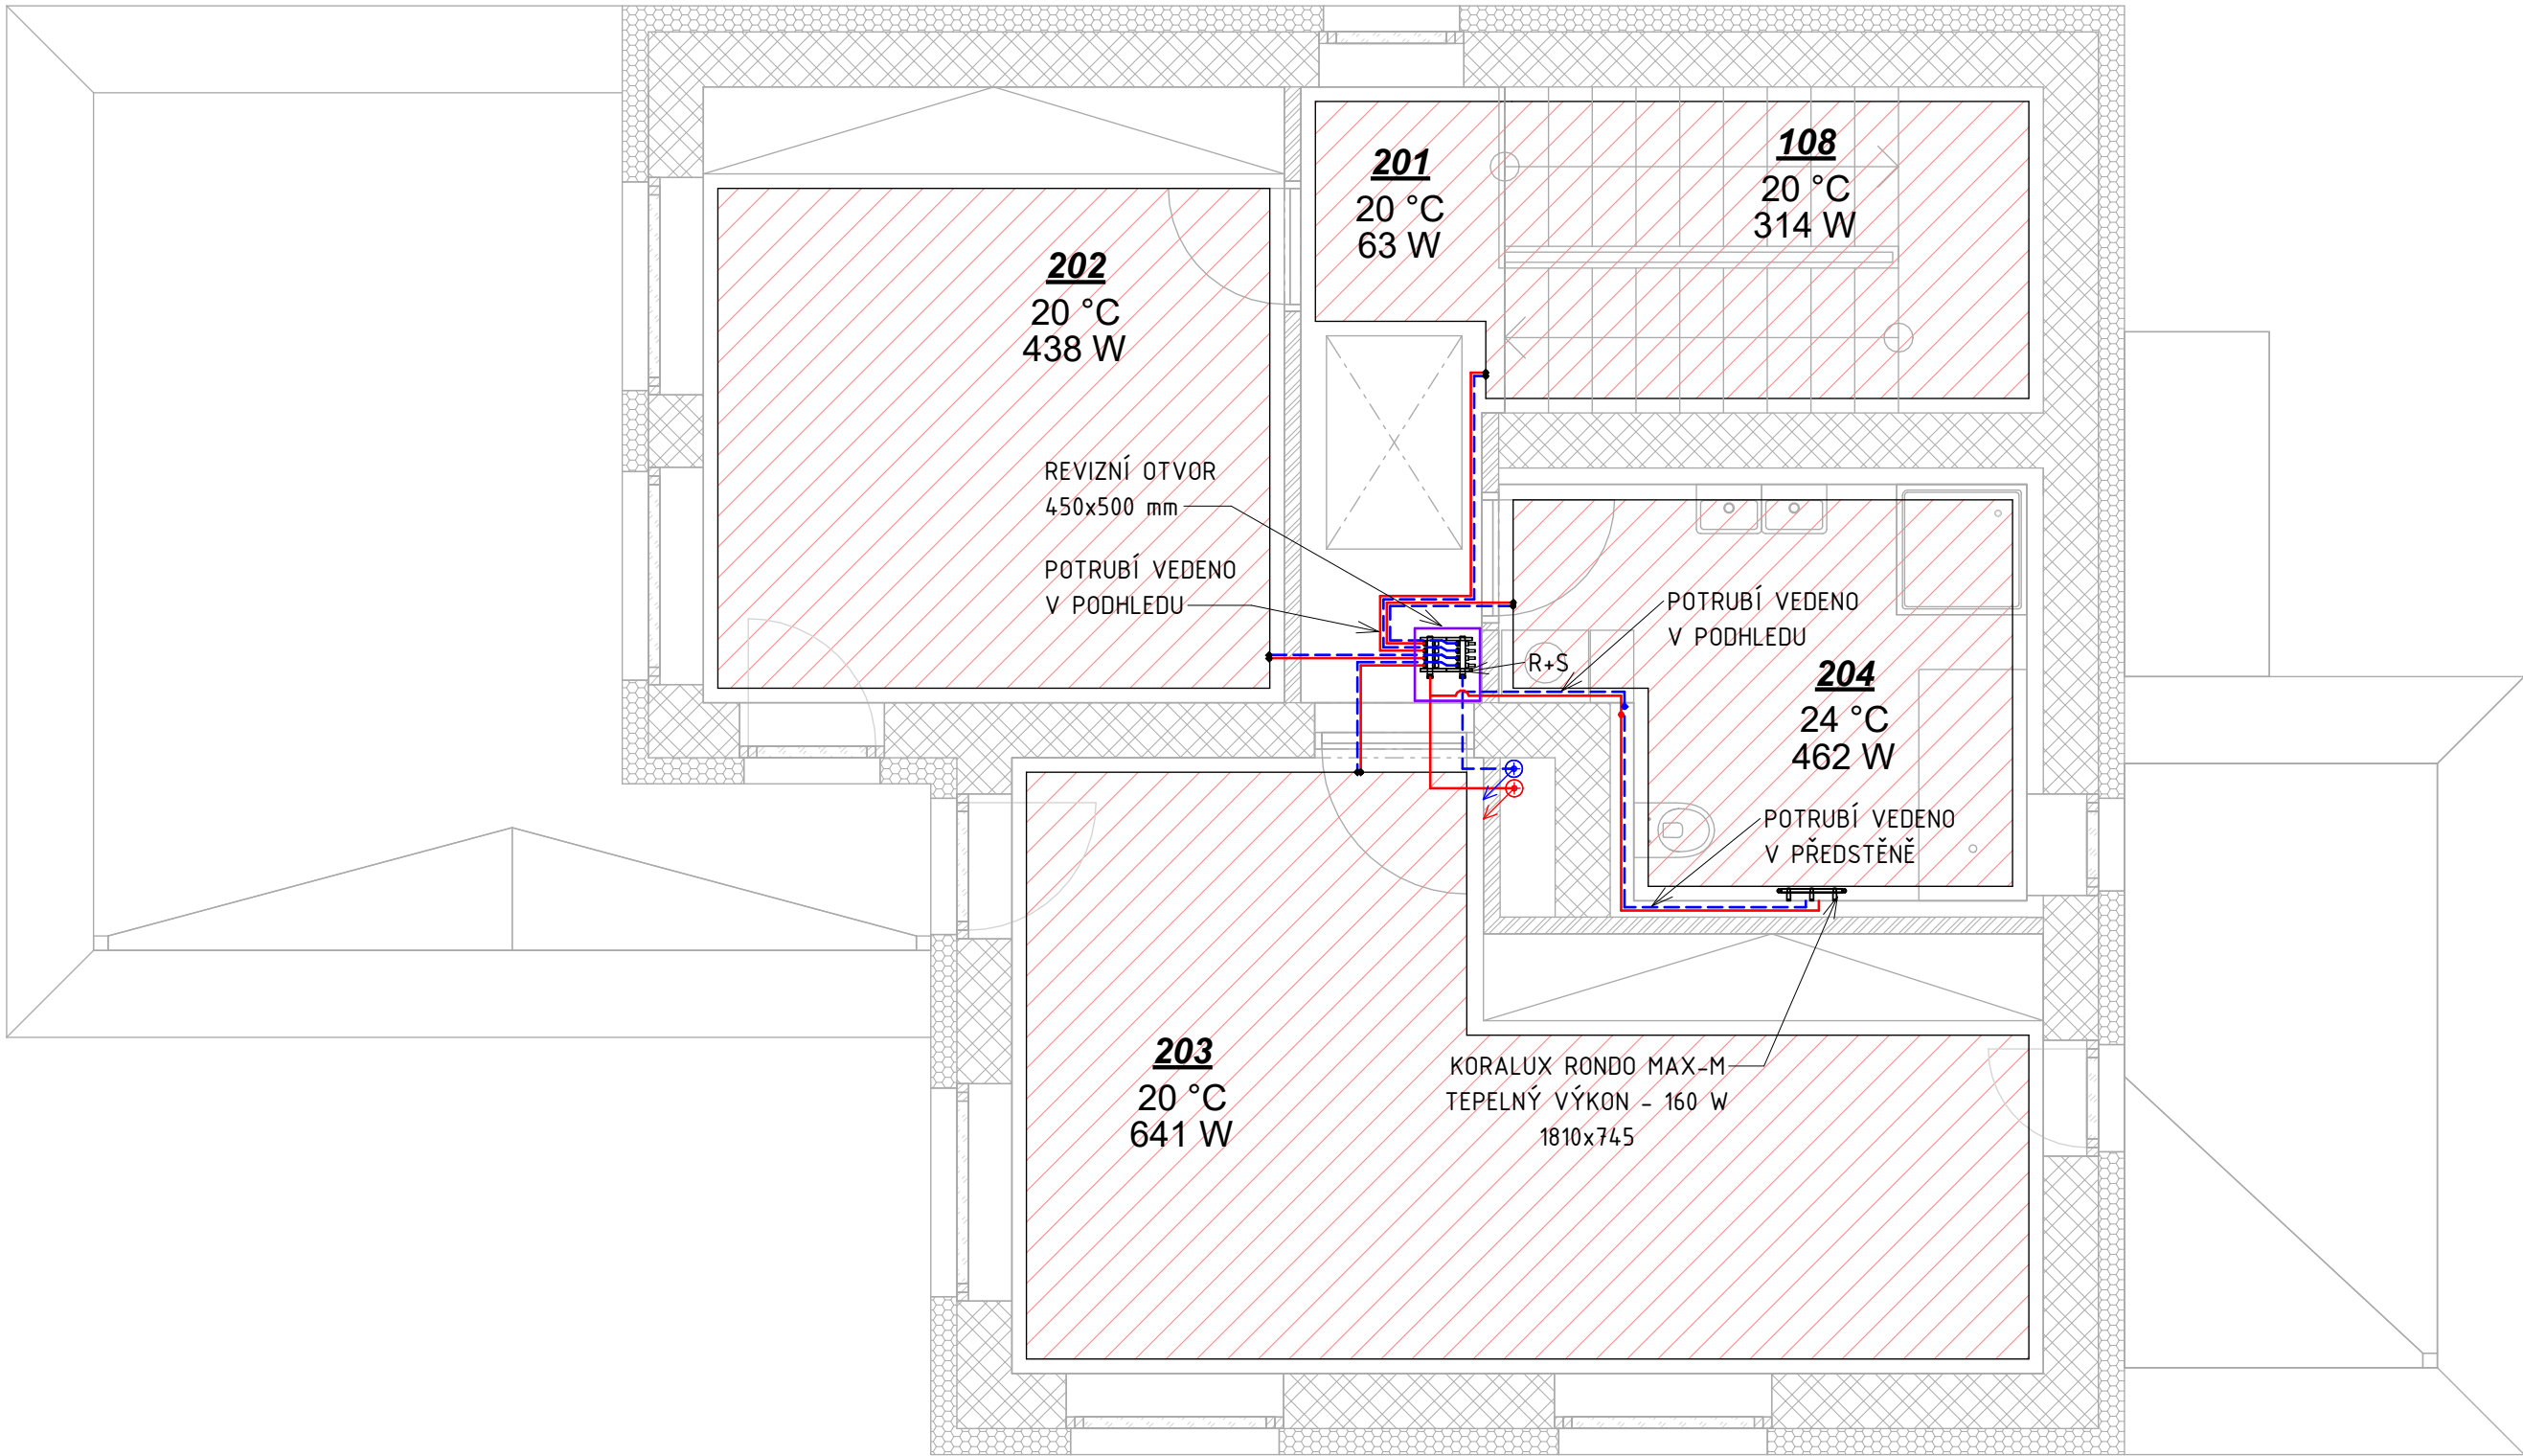 201
20 °C
63 W
108
20 °C
314 W
202
20 °C
438 W
REVIZNÍ OTVOR
450x500 mm
POTRUBÍ VEDENO
V PODHLEDU
POTRUBÍ VEDENO
V PODHLEDU
R+S
204
24 °C
462 W
POTRUBÍ VEDENO
V PŘEDSTĚNĚ
203
20 °C
641 W
KORALUX RONDO MAX-M
TEPELNÝ VÝKON - 160 W
1810x745